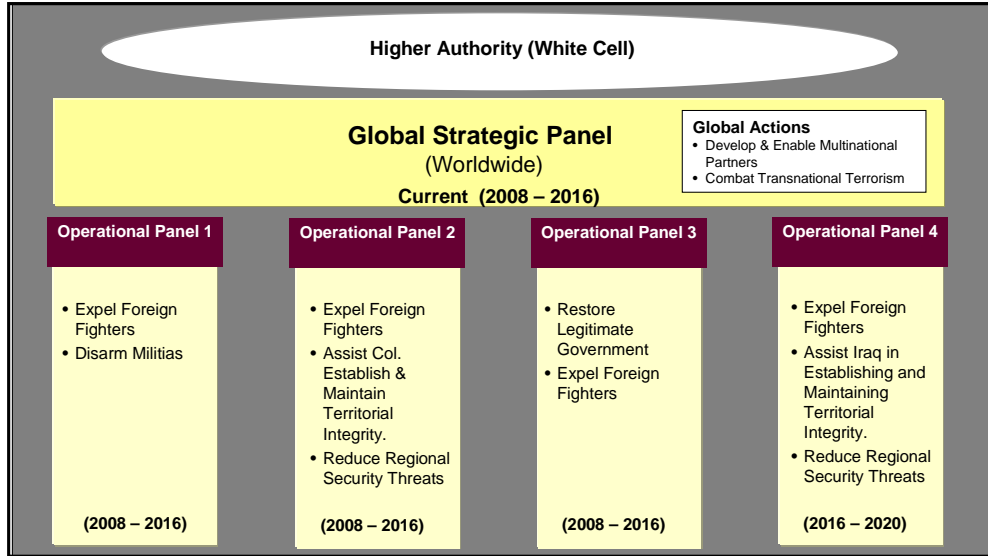 Higher Authority (White Cell)
Global Strategic Panel
(Worldwide)
Current (2008 – 2016)
Global Actions
• Develop & Enable Multinational
Partners
• Combat Transnational Terrorism
Operational Panel 1
• Expel Foreign
Fighters
• Disarm Militias
(2008 – 2016)
Operational Panel 2
• Expel Foreign
Fighters
• Assist Col.
Establish &
Maintain
Territorial
Integrity.
• Reduce Regional
Security Threats
(2008 – 2016)
Operational Panel 3
• Restore
Legitimate
Government
• Expel Foreign
Fighters
(2008 – 2016)
Operational Panel 4
• Expel Foreign
Fighters
• Assist Iraq in
Establishing and
Maintaining
Territorial
Integrity.
• Reduce Regional
Security Threats
(2016 – 2020)